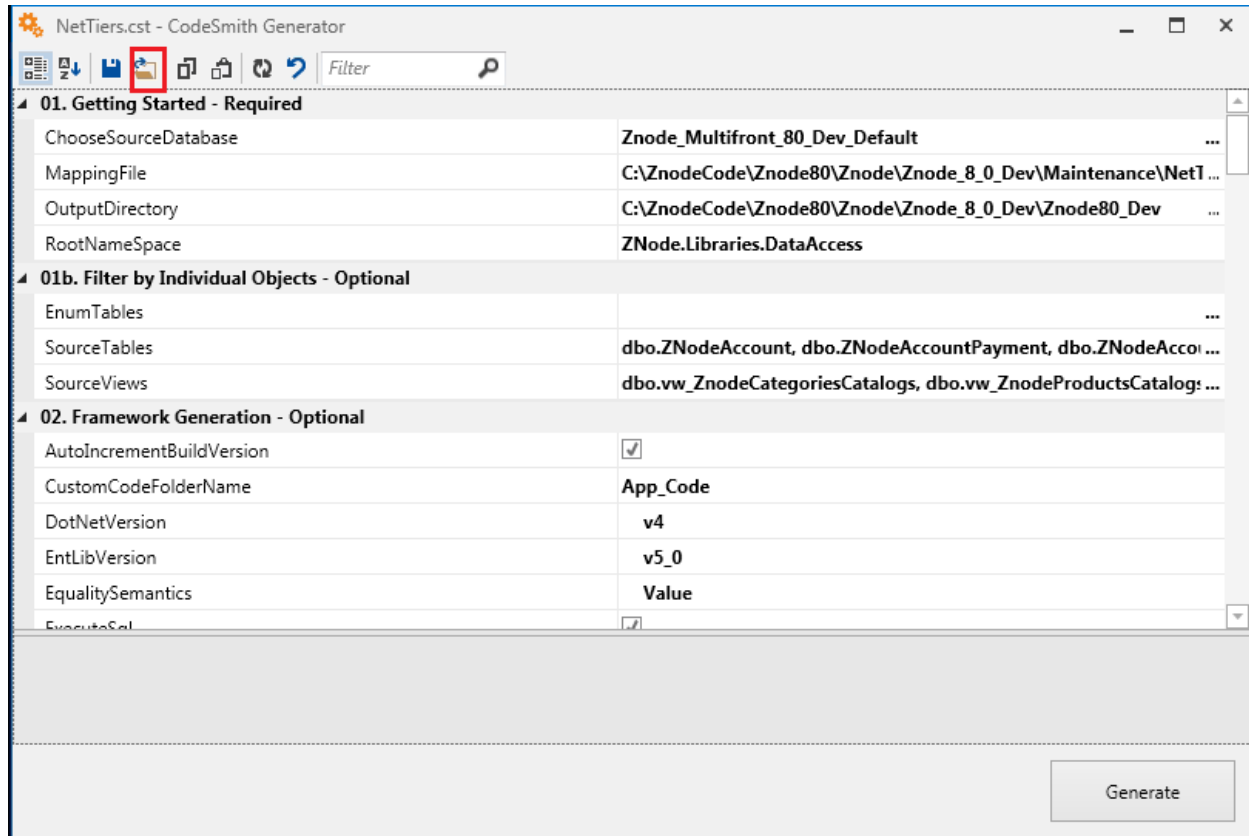 NetTiers.cst - CodeSmith Generator
Filter
01. Getting Started - Required
ChooseSourceDatabase Znode_Multifront_80_Dev_Default ...
MappingFile C:\ZnodeCode\Znode80\Znode\Znode_8_0_Dev\Maintenance\NetT...
OutputDirectory C:\ZnodeCode\Znode80\Znode\Znode_8_0_Dev\Znode80_Dev ...
RootNameSpace ZNode.Libraries.DataAccess
01b. Filter by Individual Objects - Optional
EnumTables ...
SourceTables dbo.ZNodeAccount, dbo.ZNodeAccountPayment, dbo.ZNodeAccou...
SourceViews dbo.vw_ZnodeCategoriesCatalogs, dbo.vw_ZnodeProductsCatalogs...
02. Framework Generation - Optional
AutoIncrementBuildVersion
CustomCodeFolderName App_Code
DotNetVersion v4
EntLibVersion v5_0
EqualitySemantics Value
ExecuteSql
Generate